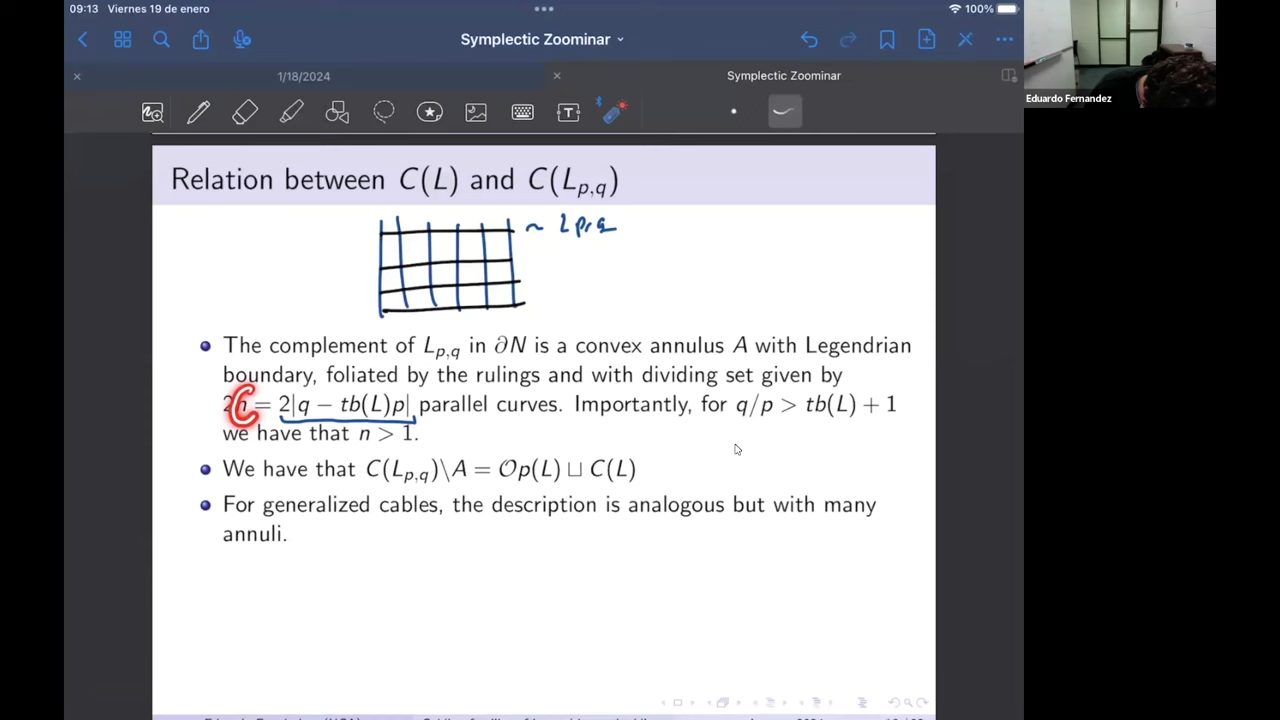 09:13 Viernes 19 de enero
100%
Symplectic Zoominar
1/18/2024
Symplectic Zoominar
Eduardo Fernandez
Relation between C(L) and C(L_{p,q})
~ L p,q
The complement of L_{p,q} in ∂N is a convex annulus A with Legendrian
boundary, foliated by the rulings and with dividing set given by
2n = 2|q − tb(L)p| parallel curves. Importantly, for q/p > tb(L) + 1
we have that n > 1.
We have that C(L_{p,q})\A = 𝒪p(L) ⊔ C(L)
For generalized cables, the description is analogous but with many
annuli.